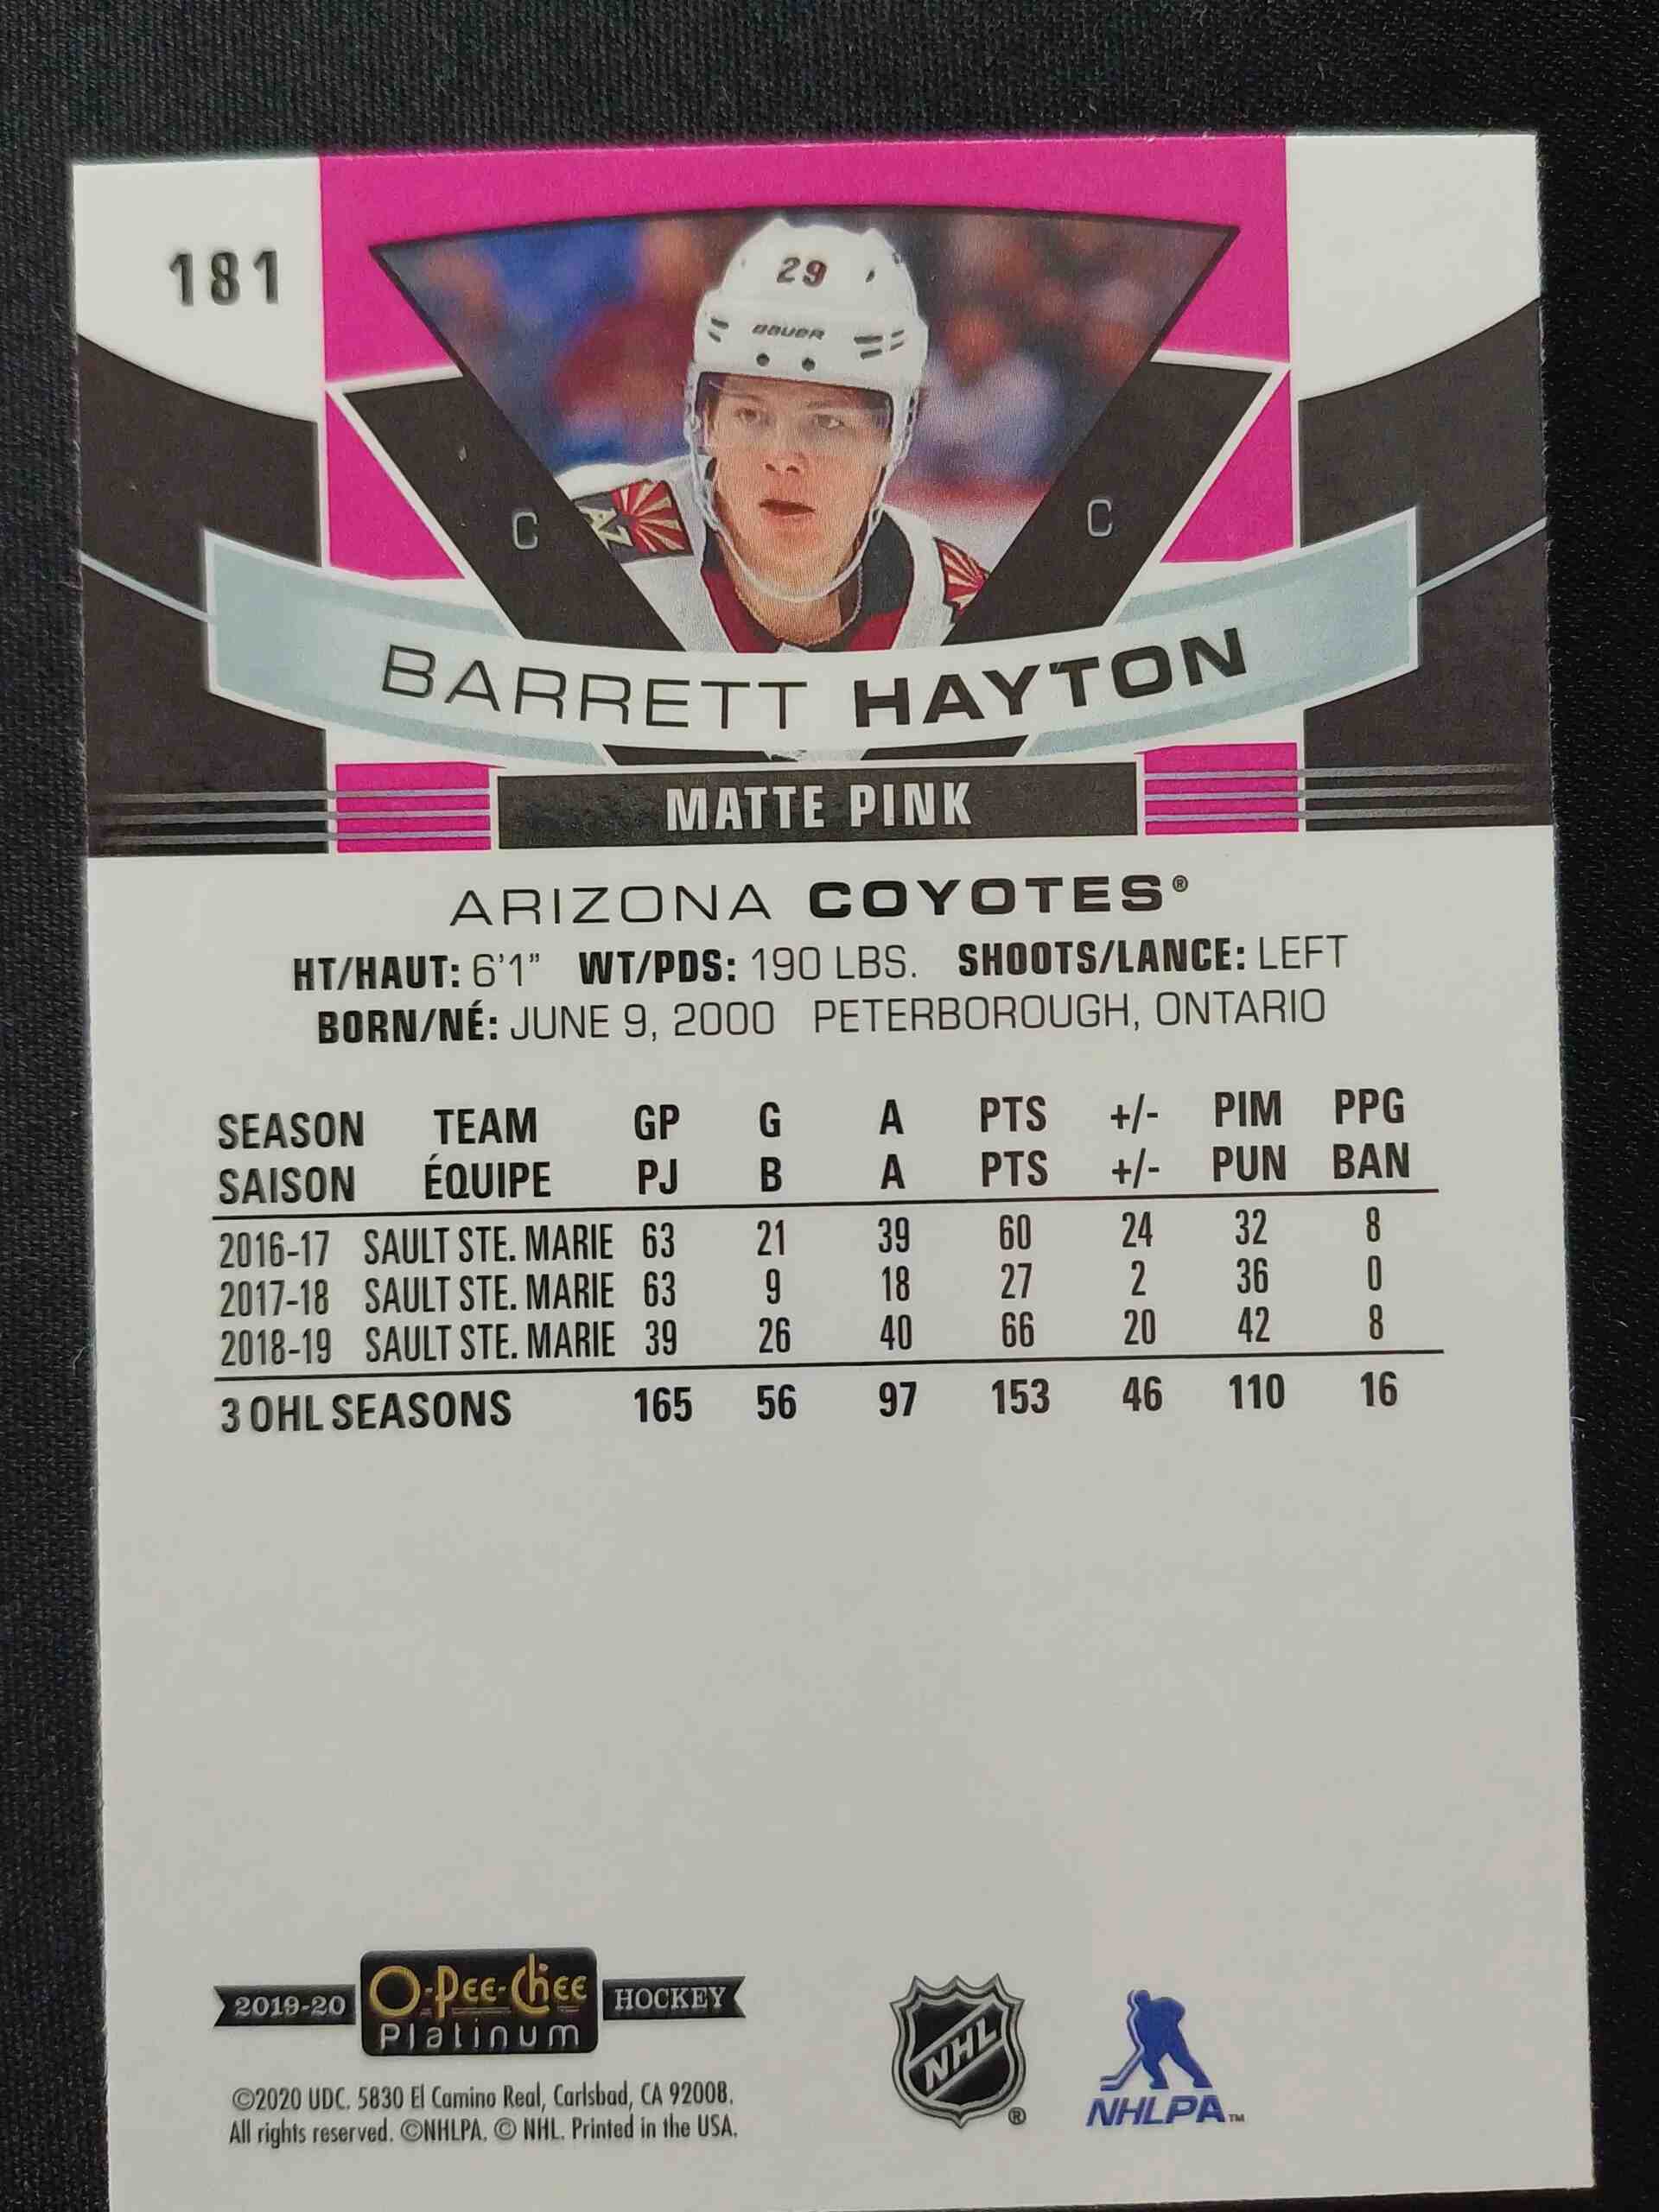 181
29
BAUER
AZ
C
C
BARRETT HAYTON
MATTE PINK
ARIZONA COYOTES®
HT/HAUT: 6'1" WT/PDS: 190 LBS. SHOOTS/LANCE: LEFT
BORN/NÉ: JUNE 9, 2000 PETERBOROUGH, ONTARIO
SEASON TEAM GP G A PTS +/- PIM PPG
SAISON ÉQUIPE PJ B A PTS +/- PUN BAN
2016-17 SAULT STE. MARIE 63 21 39 60 24 32 8
2017-18 SAULT STE. MARIE 63 9 18 27 2 36 0
2018-19 SAULT STE. MARIE 39 26 40 66 20 42 8
3 OHL SEASONS 165 56 97 153 46 110 16
2019-20 O-PEE-CHEE HOCKEY
Platinum
NHL®
NHLPA™
©2020 UDC. 5830 El Camino Real, Carlsbad, CA 92008.
All rights reserved. ©NHLPA. © NHL. Printed in the USA.